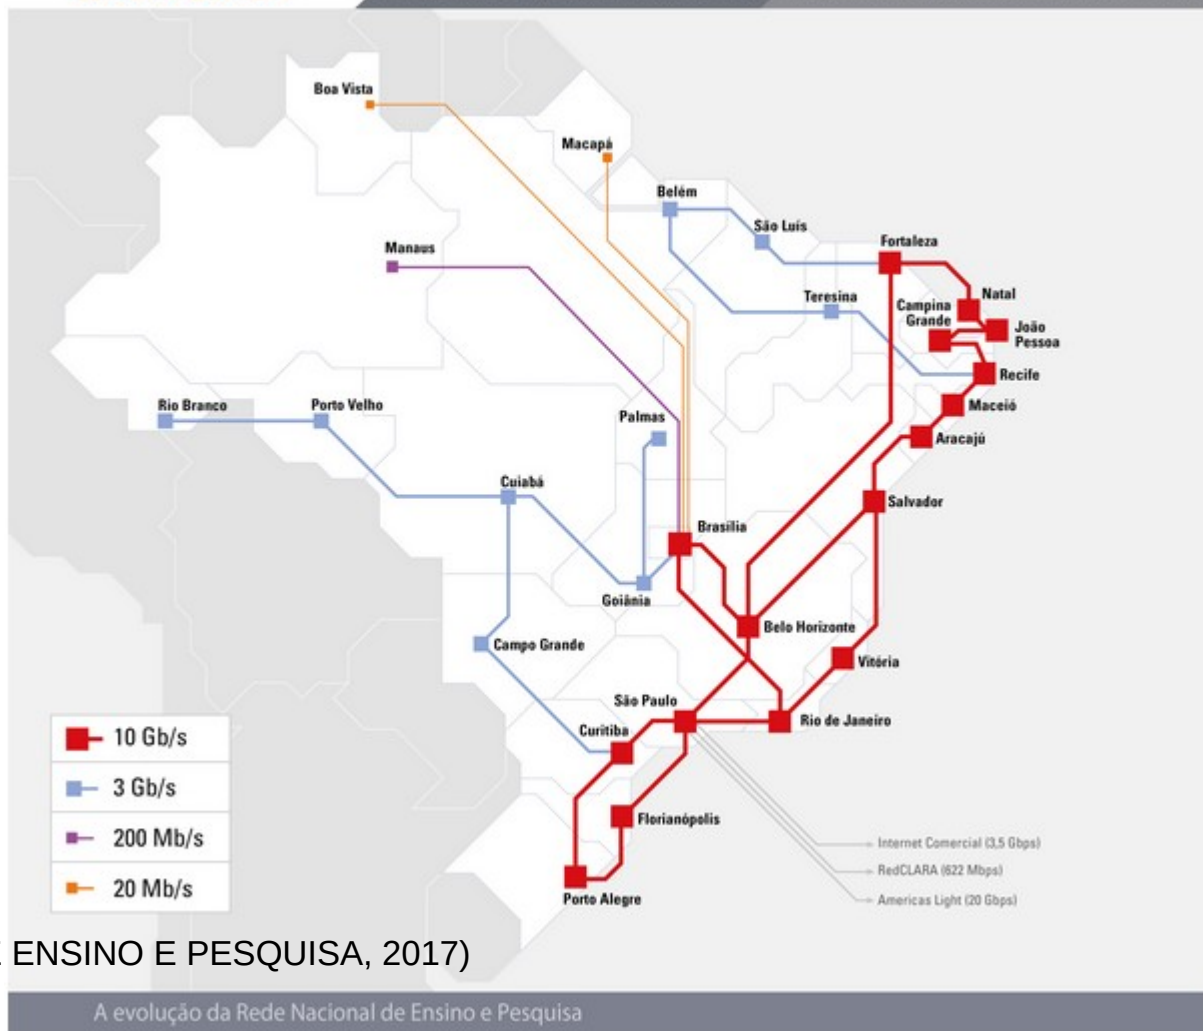 Boa Vista
Macapá
Belém
São Luís
Fortaleza
Manaus
Teresina
Campina
Grande
Natal
João
Pessoa
Recife
Rio Branco
Porto Velho
Palmas
Maceió
Aracajú
Cuiabá
Salvador
Brasília
Goiânia
Belo Horizonte
Campo Grande
Vitória
São Paulo
Rio de Janeiro
Curitiba
Florianópolis
Porto Alegre
10 Gb/s
3 Gb/s
200 Mb/s
20 Mb/s
Internet Comercial (3,5 Gbps)
RedCLARA (622 Mbps)
Americas Light (20 Gbps)
ENSINO E PESQUISA, 2017)
A evolução da Rede Nacional de Ensino e Pesquisa